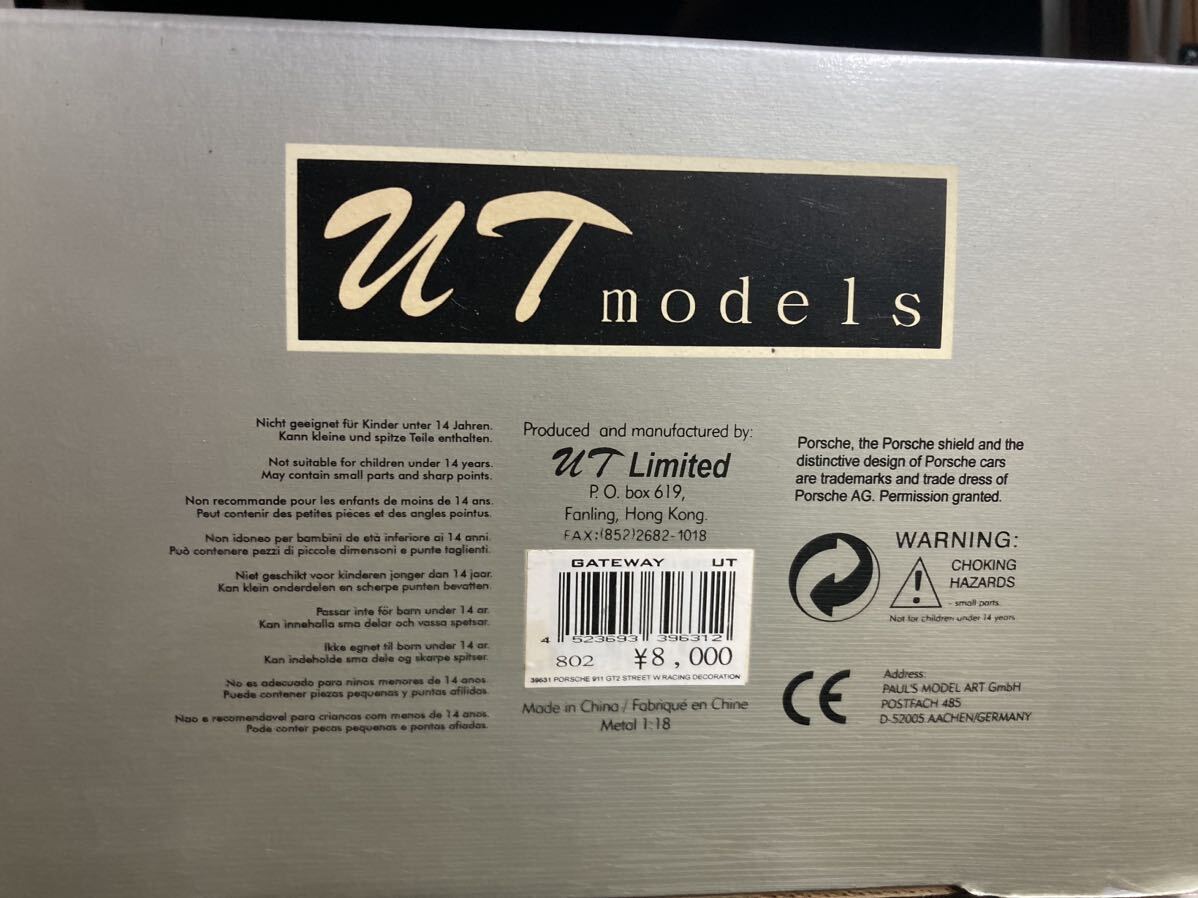 UT models
Nicht geeignet für Kinder unter 14 Jahren.
Kann kleine und spitze Teile enthalten.
Not suitable for children under 14 years.
May contain small parts and sharp points.
Non recommande pour les enfants de moins de 14 ans.
Peut contenir des petites pièces et des angles pointus.
Non idoneo per bambini de età inferiore ai 14 anni.
Può contenere pezzi di piccole dimensoni e punte taglienti.
Niet geschikt voor kinderen jonger dan 14 jaar.
Kan klein onderdelen en scherpe punten bevatten.
Passar inte för barn under 14 ar.
Kan innehalla sma delar och vassa spetsar.
Ikke egnet til born under 14 ar.
Kan indeholde sma dele og skarpe spitser.
No es adecuado para ninos menores de 14 anos.
Puede contener piezas pequenas y puntas afilidas.
Nao e recomendavel para criancas com menos de 14 anos.
Pode conter pecas pequenas e pontas afiadas.
Produced and manufactured by:
UT Limited
P.O. box 619,
Fanling, Hong Kong.
FAX:(852)2682-1018
GATEWAY UT
4 523693 396312
802 ¥8,000
39631 PORSCHE 911 GT2 STREET W RACING DECORATION
Made in China / Fabriqué en Chine
Metal 1:18
Porsche, the Porsche shield and the
distinctive design of Porsche cars
are trademarks and trade dress of
Porsche AG. Permission granted.
WARNING:
CHOKING
HAZARDS
- small parts.
Not for children under 14 years.
CE
Address:
PAUL'S MODEL ART GmbH
POSTFACH 485
D-52005 AACHEN/GERMANY